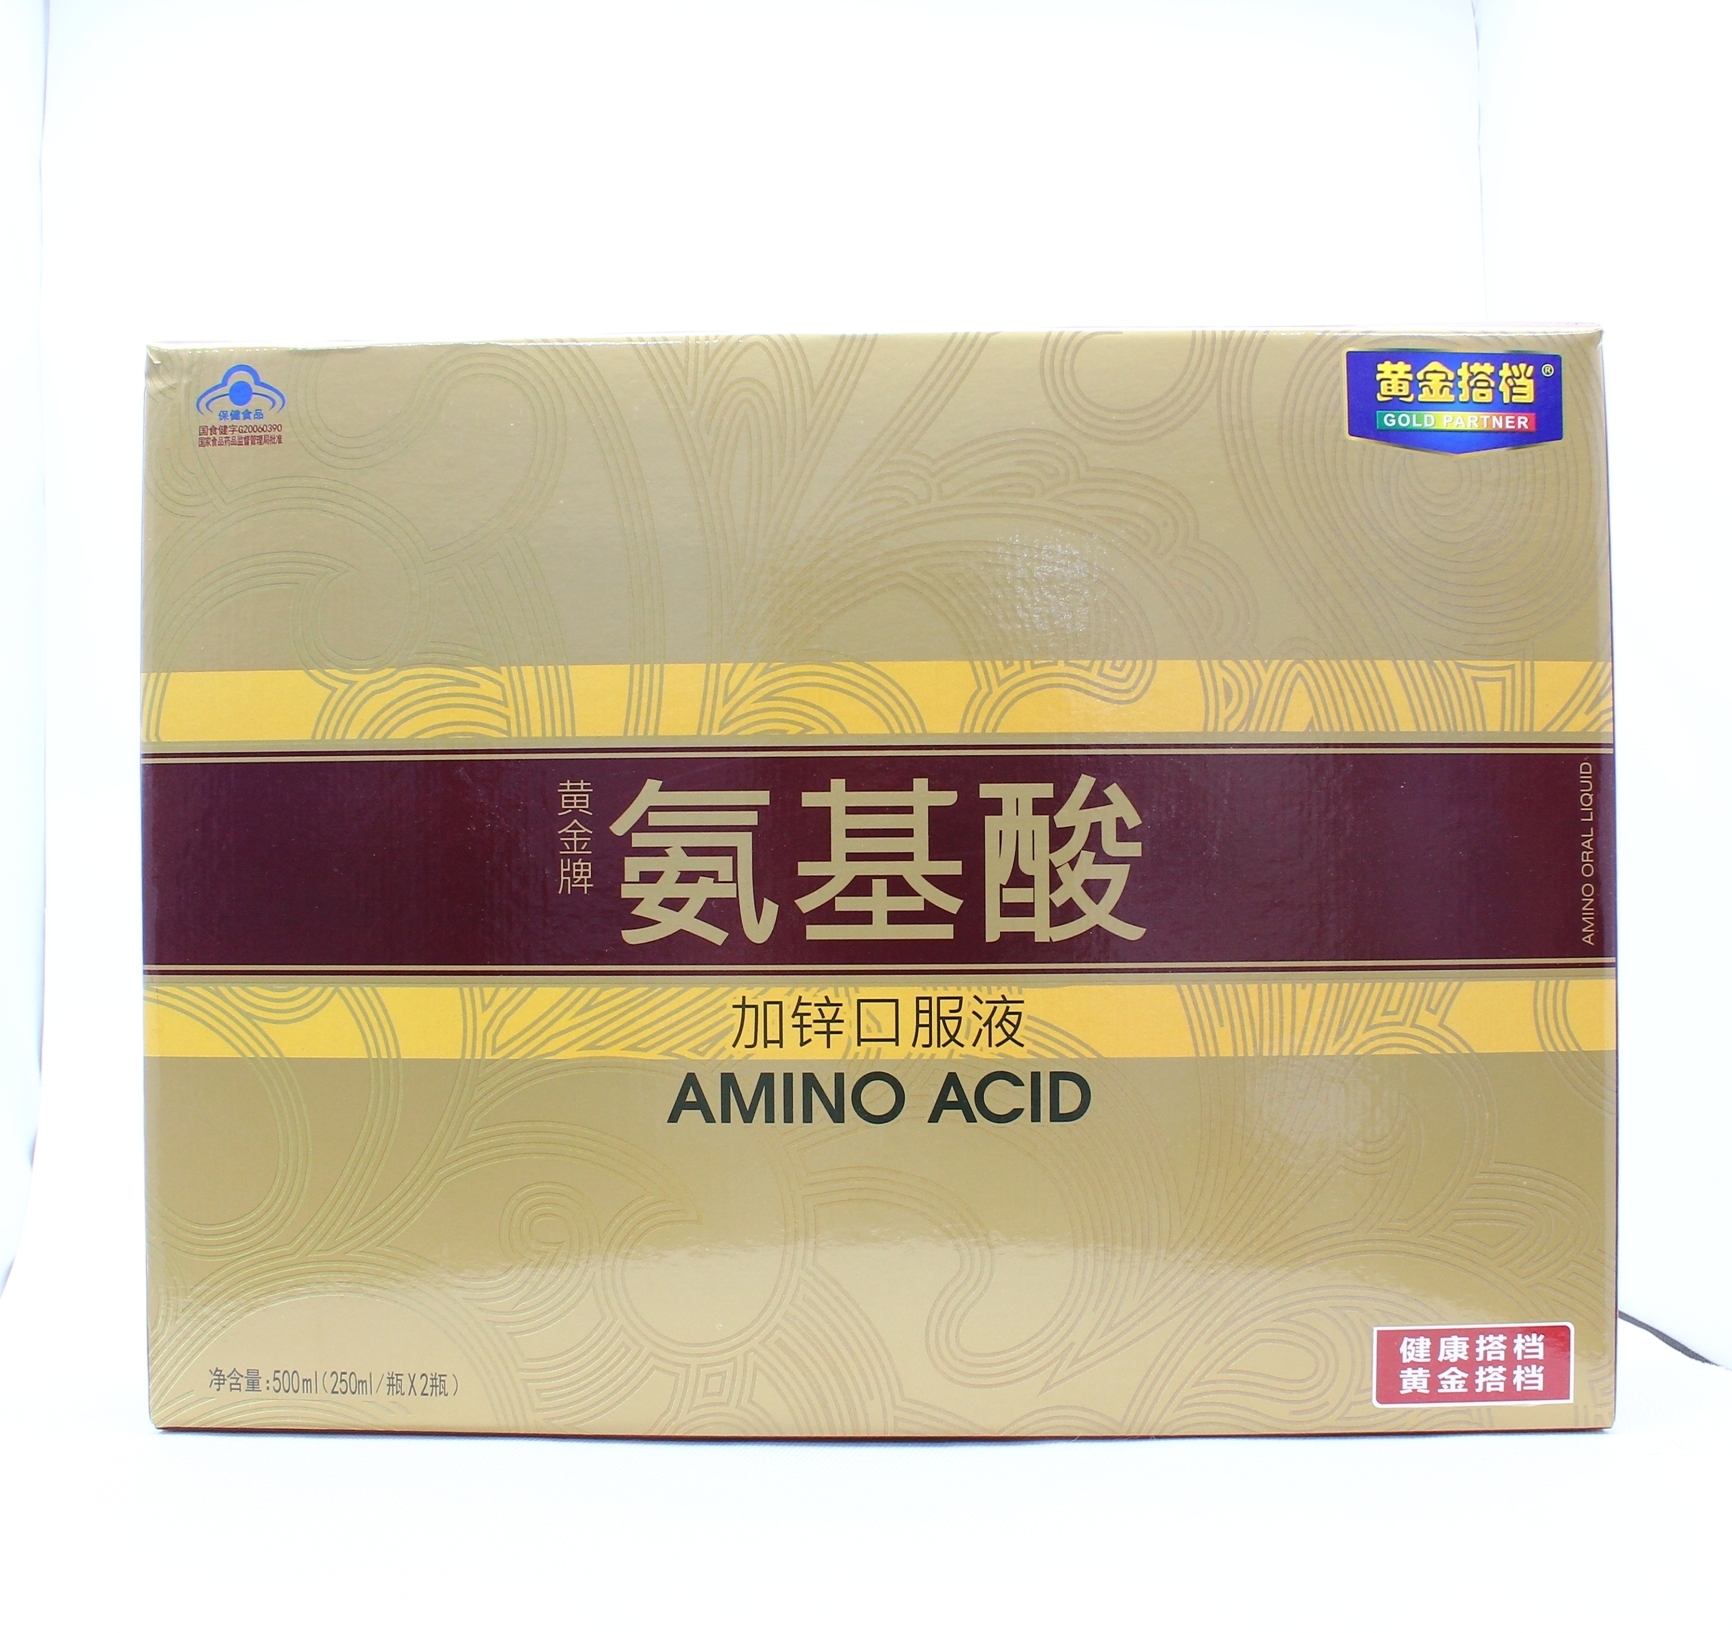 保健食品
国食健字G20060390
国家食品药品监督管理局批准
黄金搭档®
GOLD PARTNER
黄金牌
氨基酸
AMINO ORAL LIQUID
加锌口服液
AMINO ACID
净含量:500ml(250ml/瓶X2瓶)
健康搭档
黄金搭档